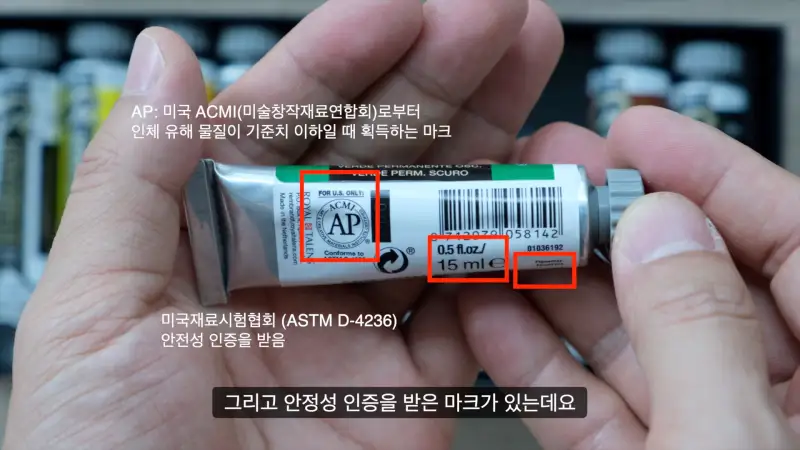 AP: 미국 ACMI(미술창작재료연합회)로부터
인체 유해 물질이 기준치 이하일 때 획득하는 마크
VERDE PERM. SCURO
FOR U.S. ONLY:
ACMI
AP
Conforms to
ROYAL TALENS
Made in the Netherlands
058142
0.5 fl.oz./
01036192
15 ml e
미국재료시험협회 (ASTM D-4236)
안전성 인증을 받음
그리고 안정성 인증을 받은 마크가 있는데요